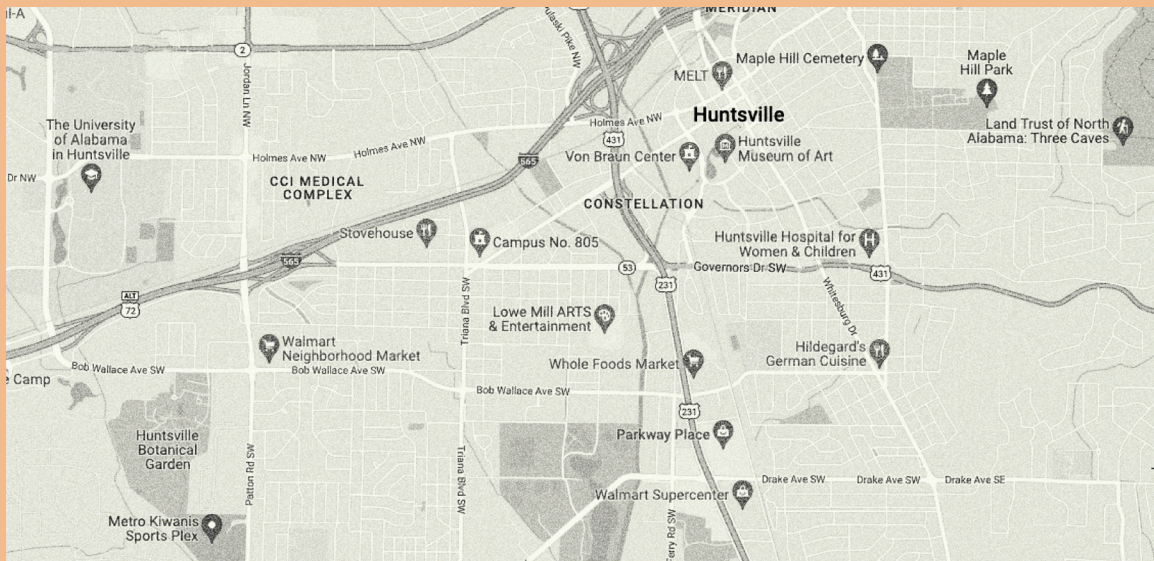 MERIDIAN
Pulaski Pike NW
2
Maple Hill Cemetery
Maple
Hill Park
MELT
Jordan Ln NW
Huntsville
The University
of Alabama
in Huntsville
Holmes Ave NW
431
Land Trust of North
Alabama: Three Caves
Huntsville
Museum of Art
Von Braun Center
Holmes Ave NW
Holmes Ave NW
565
Dr NW
CCI MEDICAL
COMPLEX
CONSTELLATION
Stovehouse
Campus No. 805
Huntsville Hospital for
Women & Children
565
53
Governors Dr SW
431
231
ALT
72
Triana Blvd SW
Whitesburg Dr
Lowe Mill ARTS
& Entertainment
Walmart
Neighborhood Market
Hildegard's
German Cuisine
Whole Foods Market
Bob Wallace Ave SW
Bob Wallace Ave SW
e Camp
Bob Wallace Ave SW
231
Huntsville
Botanical
Garden
Parkway Place
Patton Rd SW
Triana Blvd SW
Drake Ave SW
Drake Ave SW
Drake Ave SE
Walmart Supercenter
Metro Kiwanis
Sports Plex
Ferry Rd SW